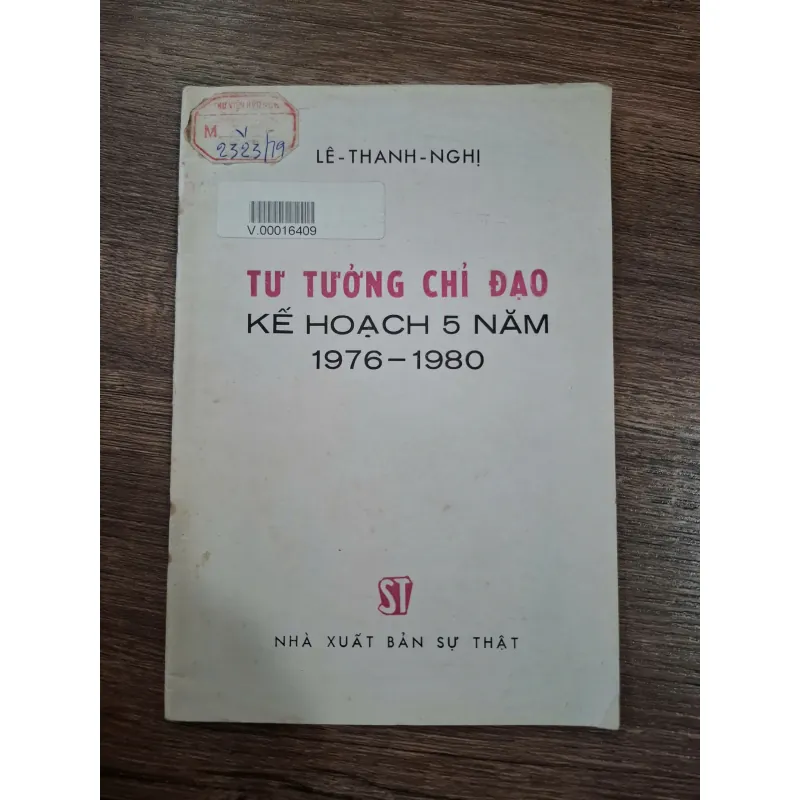 M V
2323/79
LÊ-THANH-NGHỊ
V.00016409
TƯ TƯỞNG CHỈ ĐẠO
KẾ HOẠCH 5 NĂM
1976-1980
ST
NHÀ XUẤT BẢN SỰ THẬT